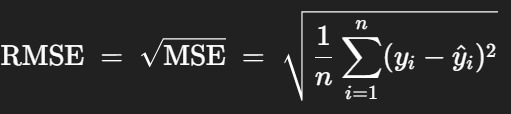 RMSE = √MSE = √(1/n ∑_{i=1}^{n} (y_i − ŷ_i)²)